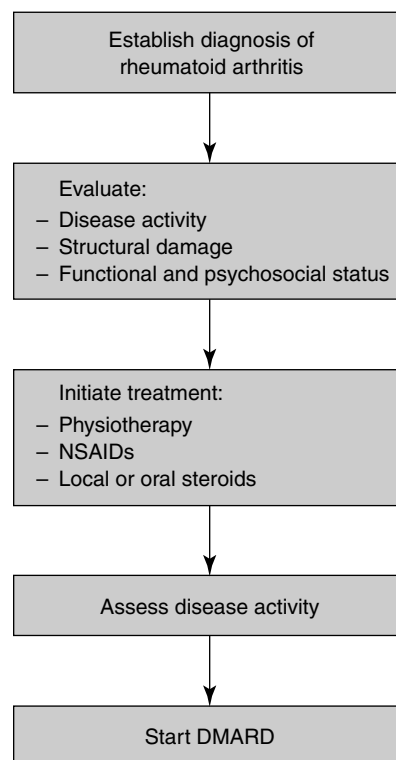 Establish diagnosis of
rheumatoid arthritis
Evaluate:
– Disease activity
– Structural damage
– Functional and psychosocial status
Initiate treatment:
– Physiotherapy
– NSAIDs
– Local or oral steroids
Assess disease activity
Start DMARD